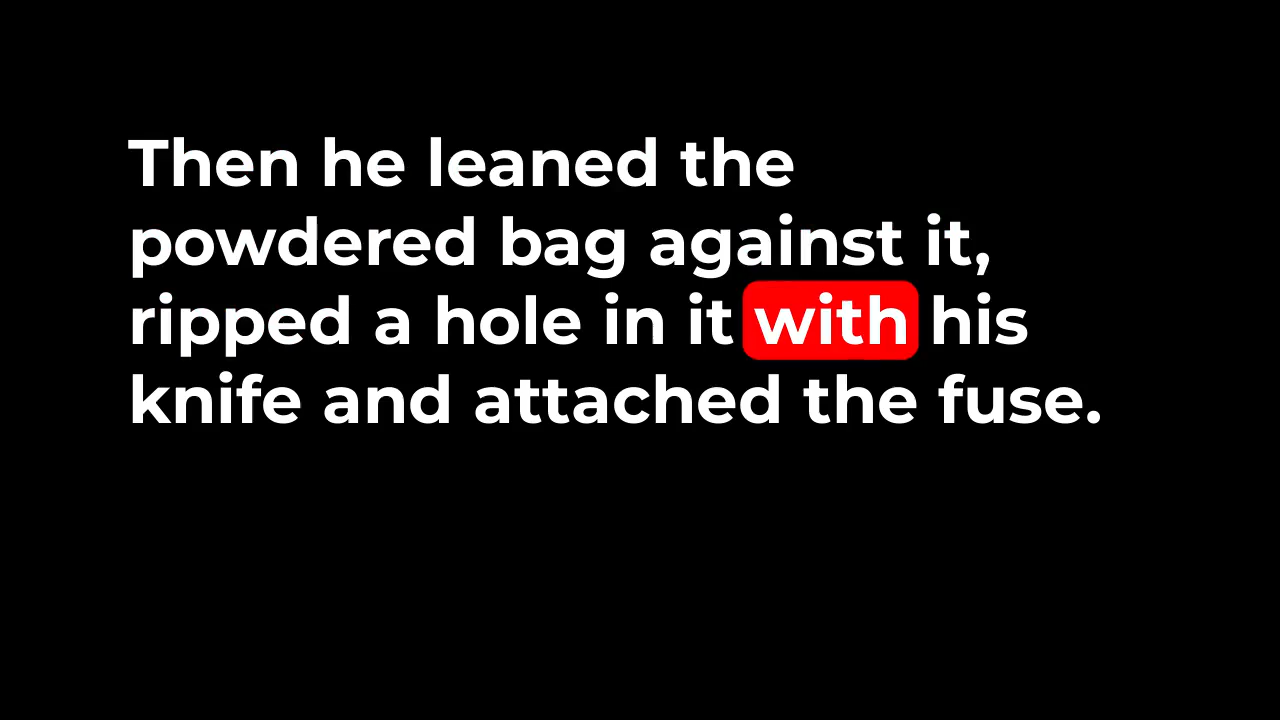 Then he leaned the
powdered bag against it,
ripped a hole in it with his
knife and attached the fuse.